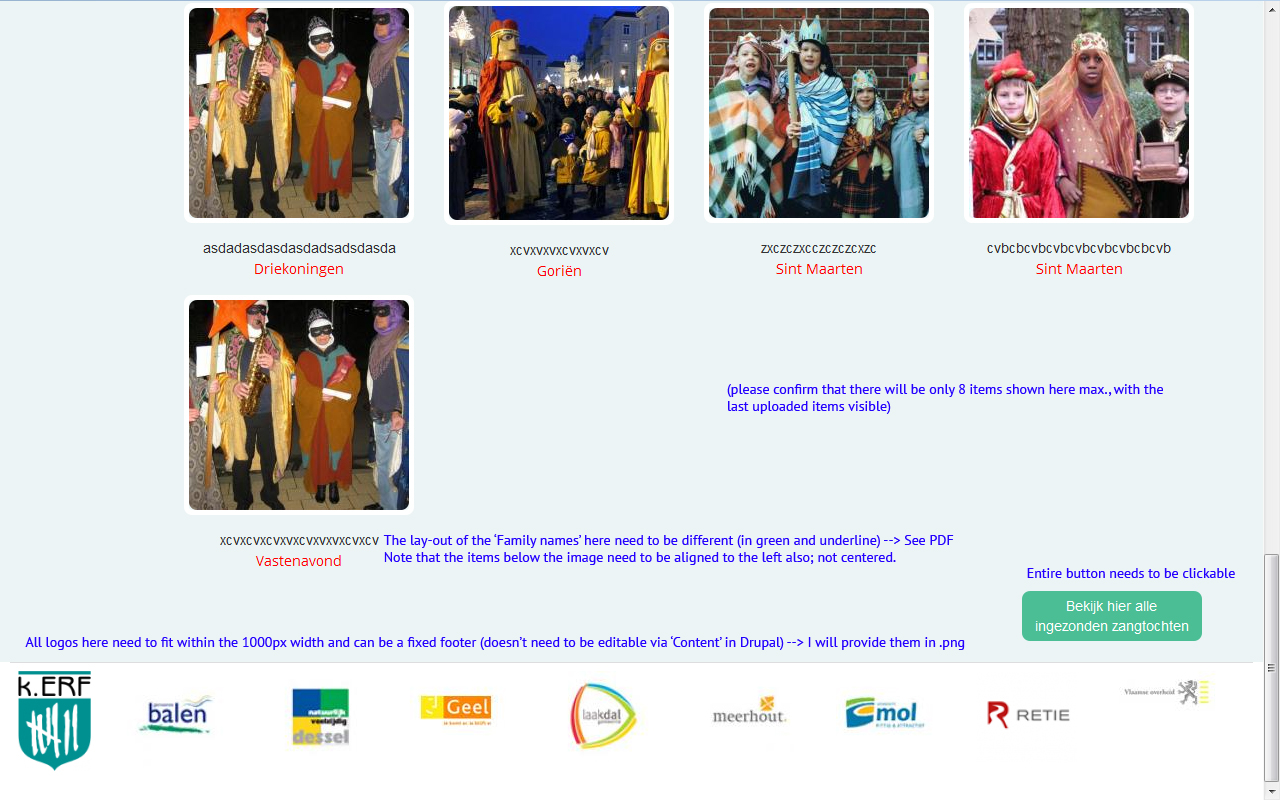 asdadasdasdasdadsadsdasda
Driekoningen
xcvxvxvxcvxvxcv
Goriën
zxczczxcczczczcxzc
Sint Maarten
cvbcbcvbcvbcvbcvbcvbcbcvb
Sint Maarten
(please confirm that there will be only 8 items shown here max., with the
last uploaded items visible)
xcvxcvxcvxvxcvxvxvxvxcvxcv
Vastenavond
The lay-out of the ‘Family names’ here need to be different (in green and underline) --> See PDF
Note that the items below the image need to be aligned to the left also; not centered.
Entire button needs to be clickable
Bekijk hier alle
ingezonden zangtochten
All logos here need to fit within the 1000px width and can be a fixed footer (doesn't need to be editable via ‘Content’ in Drupal) --> I will provide them in .png
k.ERF
balen
natuurlijk
veelzijdig
dessel
Geel
laakdal
gemeente
meerhout.
mol
RETIE
Vlaamse overheid